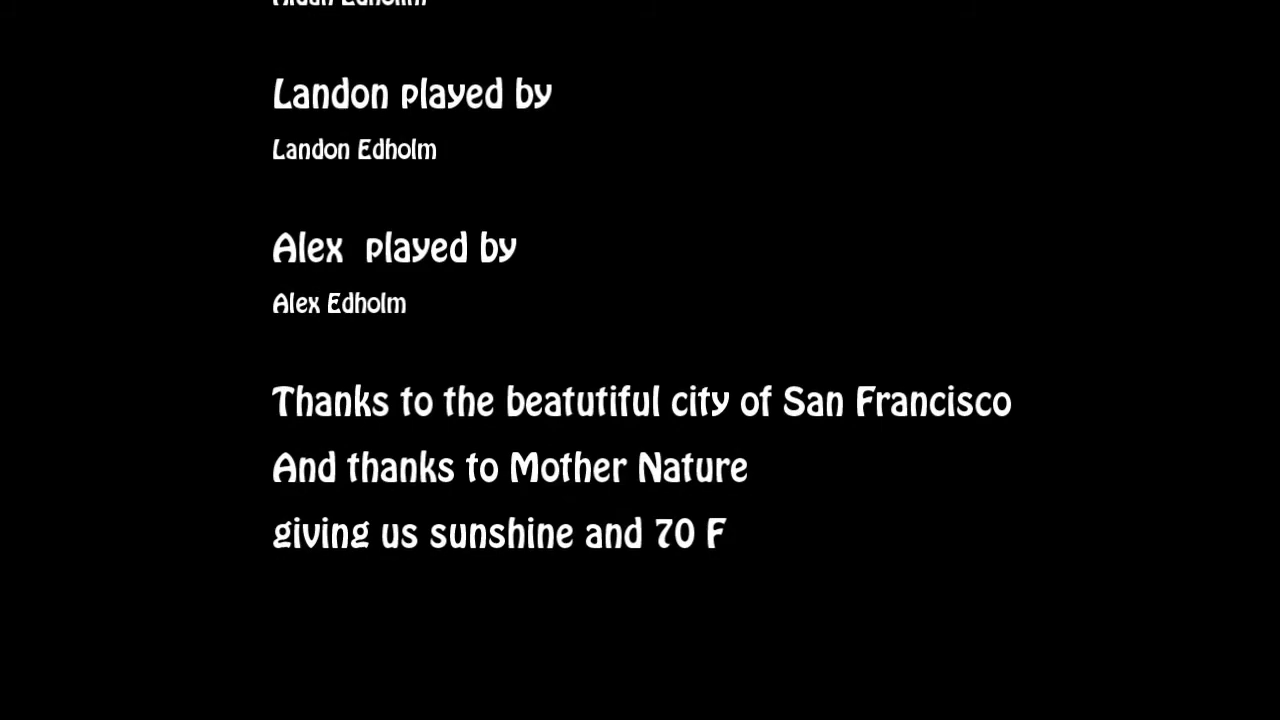 Landon played by
Landon Edholm
Alex played by
Alex Edholm
Thanks to the beatutiful city of San Francisco
And thanks to Mother Nature
giving us sunshine and 70 F